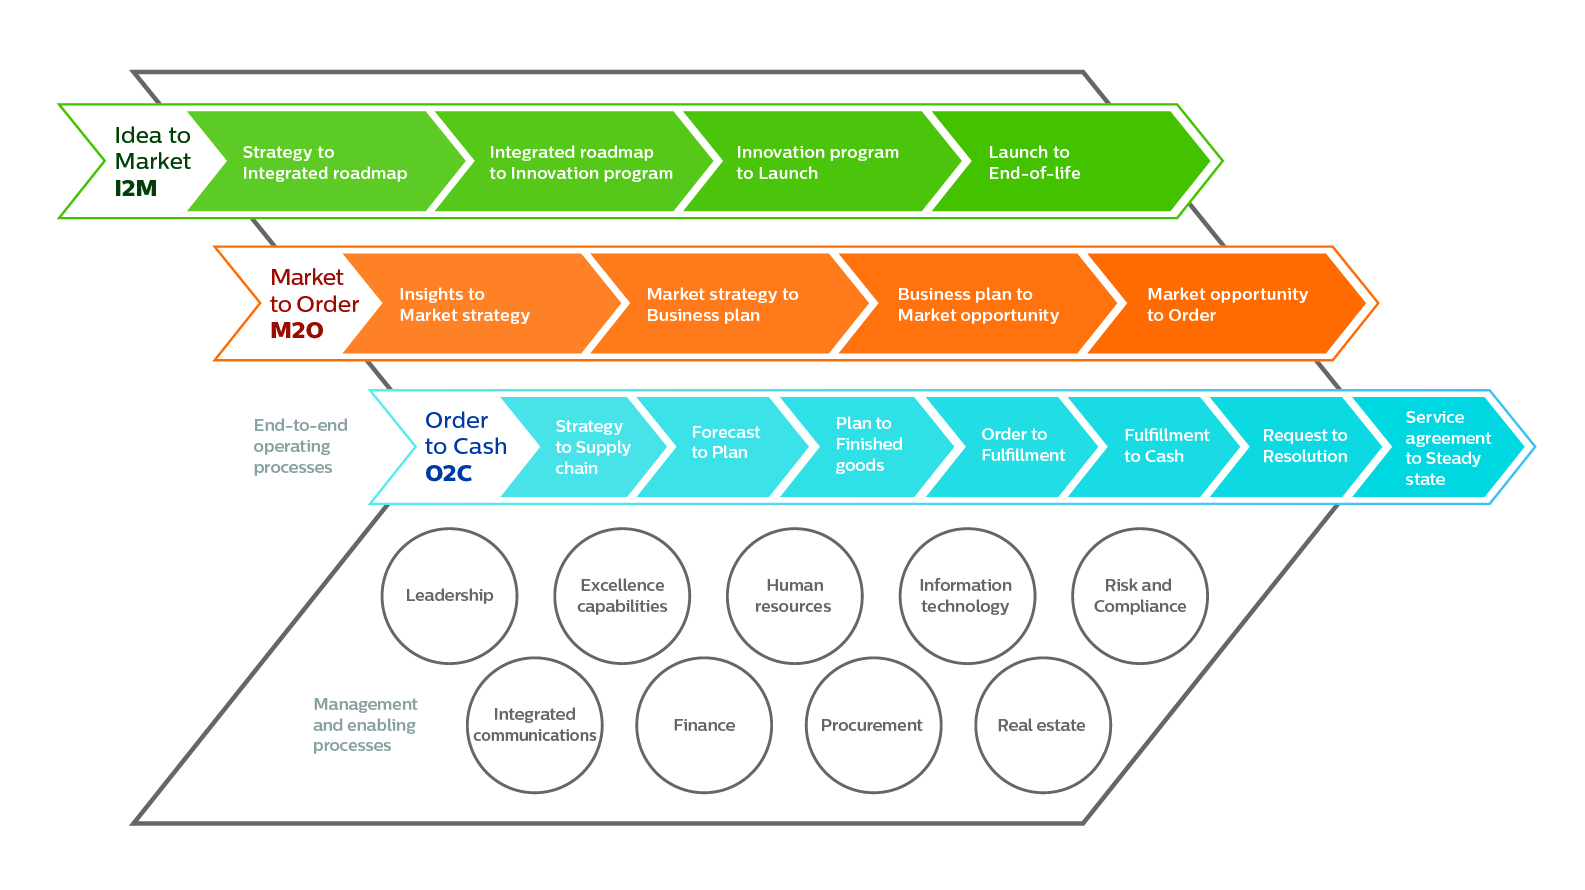 Idea to
Market
I2M
Strategy to
Integrated roadmap
Integrated roadmap
to Innovation program
Innovation program
to Launch
Launch to
End-of-life
Market
to Order
M2O
Insights to
Market strategy
Market strategy to
Business plan
Business plan to
Market opportunity
Market opportunity
to Order
End-to-end
operating
processes
Order
to Cash
O2C
Strategy
to Supply
chain
Forecast
to Plan
Plan to
Finished
goods
Order to
Fulfillment
Fulfillment
to Cash
Request to
Resolution
Service
agreement
to Steady
state
Leadership
Excellence
capabilities
Human
resources
Information
technology
Risk and
Compliance
Management
and enabling
processes
Integrated
communications
Finance
Procurement
Real estate